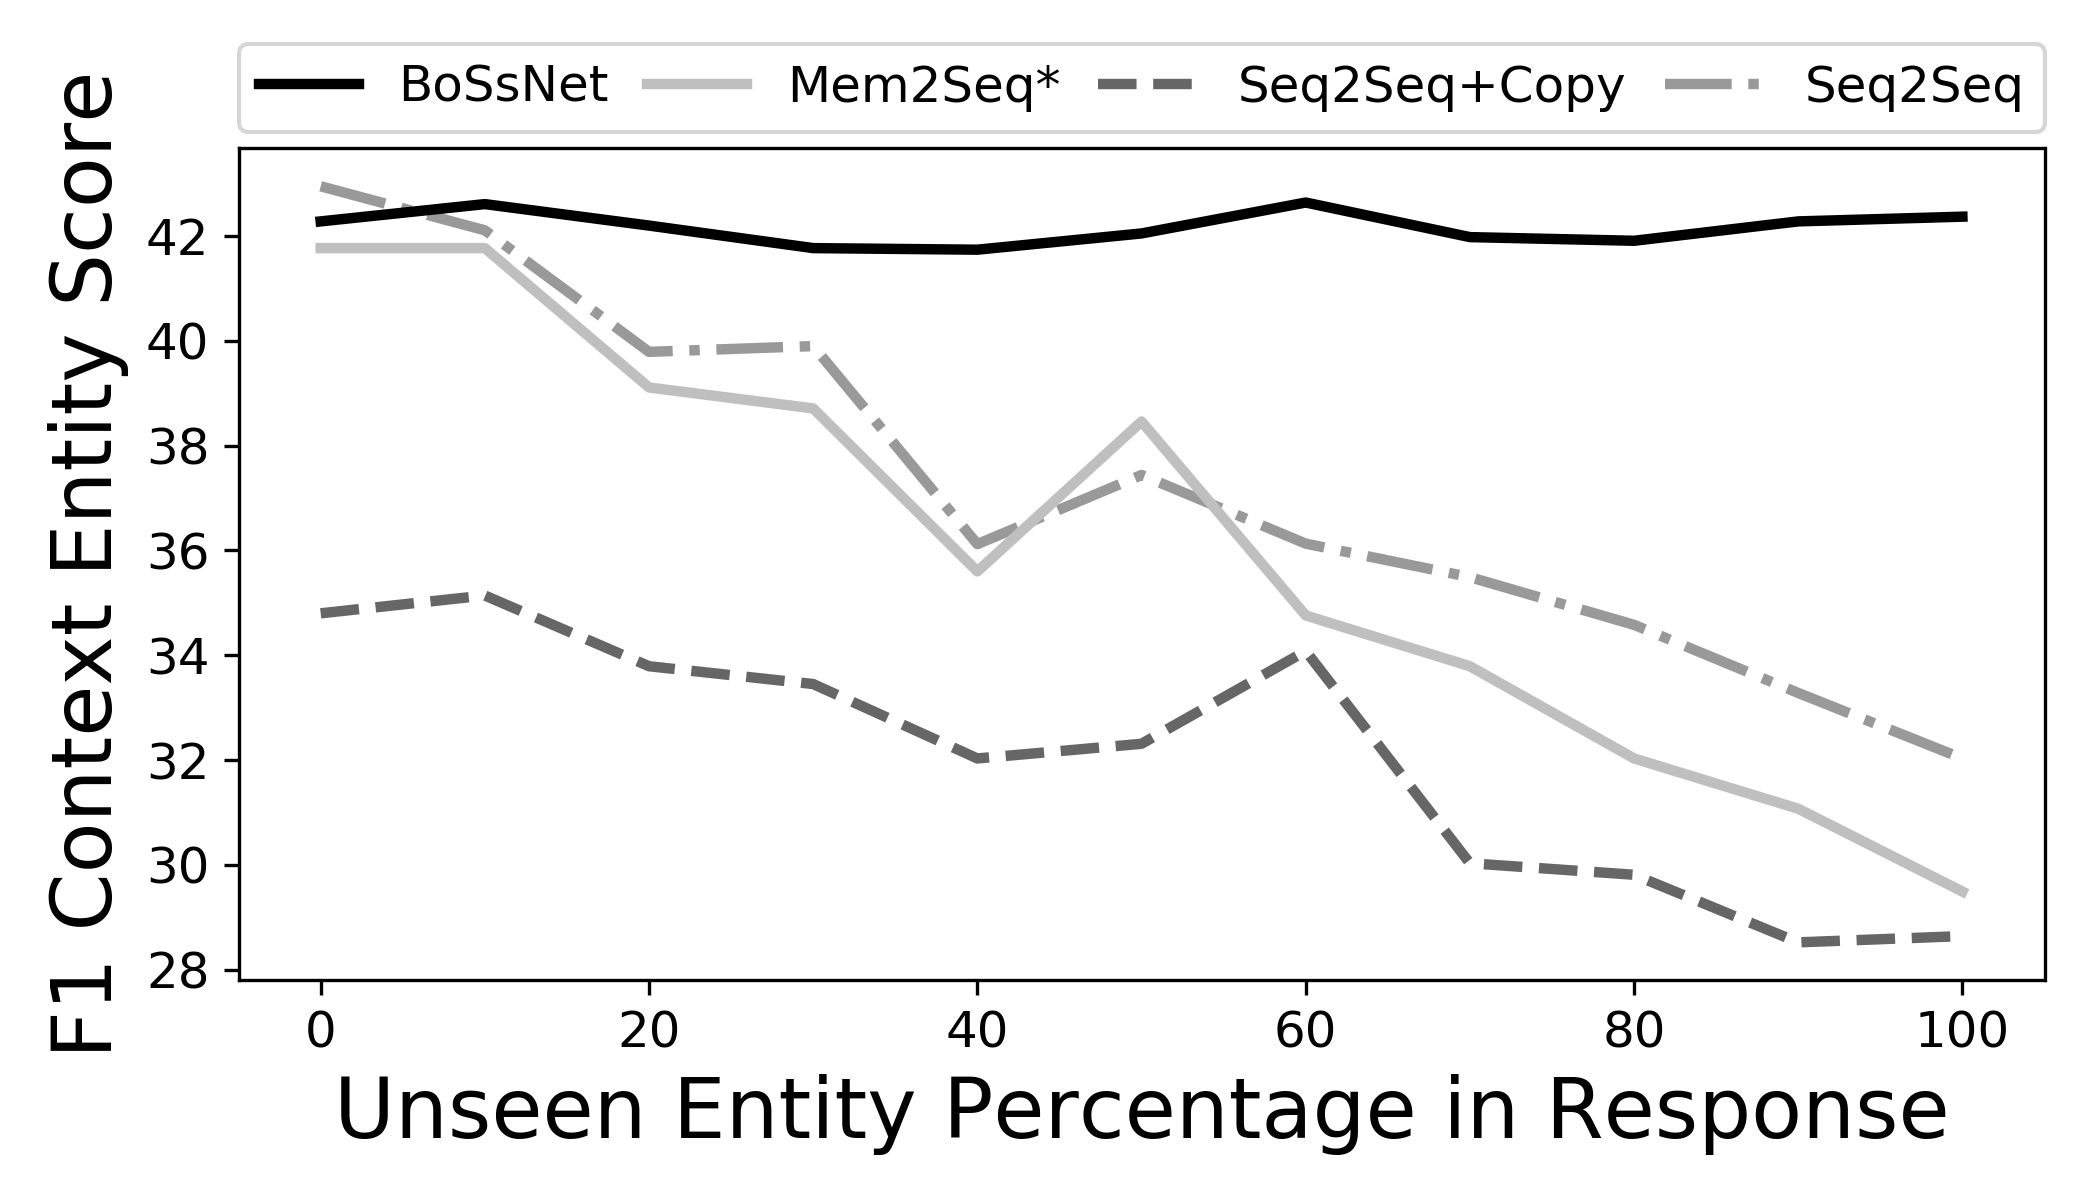 BoSsNet Mem2Seq* Seq2Seq+Copy Seq2Seq
F1 Context Entity Score
42
40
38
36
34
32
30
28
0 20 40 60 80 100
Unseen Entity Percentage in Response